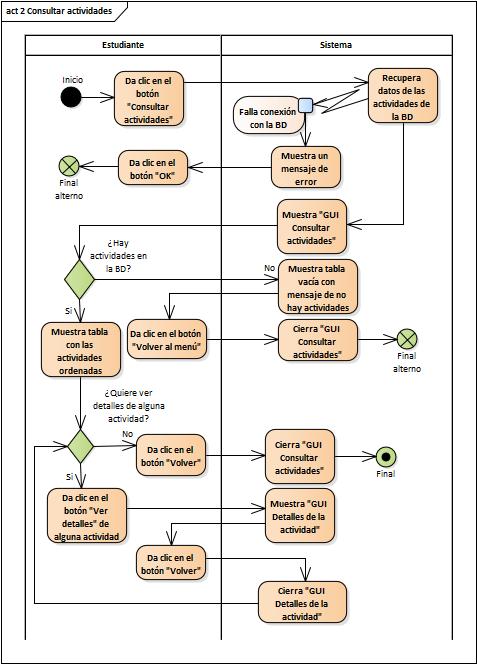 act 2 Consultar actividades
Estudiante
Sistema
Inicio
Da clic en el
botón
"Consultar
actividades"
Recupera
datos de las
actividades de
la BD
Falla conexión
con la BD
Muestra un
mensaje de
error
Da clic en el
botón "OK"
Final
alterno
Muestra "GUI
Consultar
actividades"
¿Hay
actividades en
la BD?
No
Muestra tabla
vacía con
mensaje de no
hay actividades
Si
Muestra tabla
con las
actividades
ordenadas
Da clic en el botón
"Volver al menú"
Cierra "GUI
Consultar
actividades"
Final
alterno
¿Quiere ver
detalles de alguna
actividad?
No
Da clic en el
botón "Volver"
Cierra "GUI
Consultar
actividades"
Final
Si
Da clic en el
botón "Ver
detalles" de
alguna actividad
Muestra "GUI
Detalles de la
actividad"
Da clic en el
botón "Volver"
Cierra "GUI
Detalles de la
actividad"